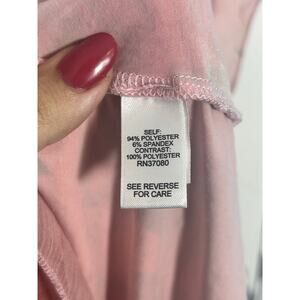 SELF:
94% POLYESTER
6% SPANDEX
CONTRAST:
100% POLYESTER
RN37080
SEE REVERSE
FOR CARE